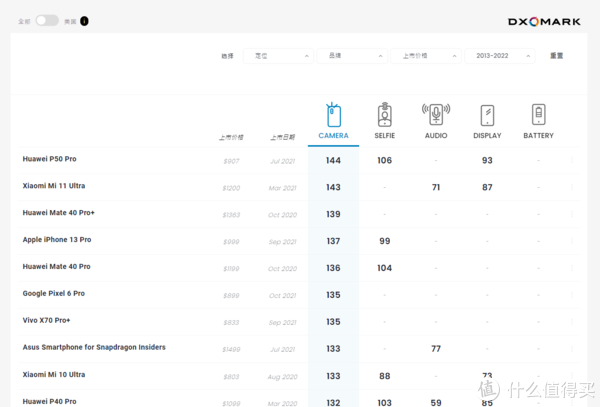 全部 美国 i DXOMARK
选择 定位 品牌 上市价格 2013-2022 重置
上市价格 上市日期 CAMERA SELFIE AUDIO DISPLAY BATTERY
Huawei P50 Pro $907 Jul 2021 144 106 - 93 -
Xiaomi Mi 11 Ultra $1200 Mar 2021 143 - 71 87 -
Huawei Mate 40 Pro+ $1363 Oct 2020 139 - - - -
Apple iPhone 13 Pro $999 Sep 2021 137 99 - - -
Huawei Mate 40 Pro $1199 Oct 2020 136 104 - - -
Google Pixel 6 Pro $899 Oct 2021 135 - - - -
Vivo X70 Pro+ $833 Sep 2021 135 - - - -
Asus Smartphone for Snapdragon Insiders $1499 Jul 2021 133 - 77 - -
Xiaomi Mi 10 Ultra $803 Aug 2020 133 88 - 73 -
Huawei P40 Pro $1099 Mar 2020 132 103 59 85 -
值 什么值得买